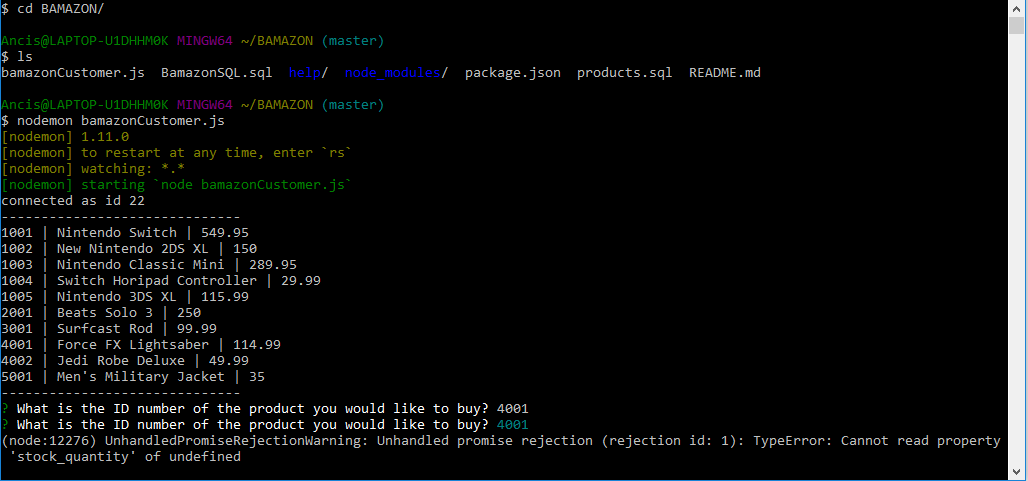 $ cd BAMAZON/
Ancis@LAPTOP-U1DHHM0K MINGW64 ~/BAMAZON (master)
$ ls
bamazonCustomer.js  BamazonSQL.sql  help/  node_modules/  package.json  products.sql  README.md
Ancis@LAPTOP-U1DHHM0K MINGW64 ~/BAMAZON (master)
$ nodemon bamazonCustomer.js
[nodemon] 1.11.0
[nodemon] to restart at any time, enter `rs`
[nodemon] watching: *.*
[nodemon] starting `node bamazonCustomer.js`
connected as id 22
------------------------------
1001 | Nintendo Switch | 549.95
1002 | New Nintendo 2DS XL | 150
1003 | Nintendo Classic Mini | 289.95
1004 | Switch Horipad Controller | 29.99
1005 | Nintendo 3DS XL | 115.99
2001 | Beats Solo 3 | 250
3001 | Surfcast Rod | 99.99
4001 | Force FX Lightsaber | 114.99
4002 | Jedi Robe Deluxe | 49.99
5001 | Men's Military Jacket | 35
------------------------------
? What is the ID number of the product you would like to buy? 4001
? What is the ID number of the product you would like to buy? 4001
(node:12276) UnhandledPromiseRejectionWarning: Unhandled promise rejection (rejection id: 1): TypeError: Cannot read property
 'stock_quantity' of undefined